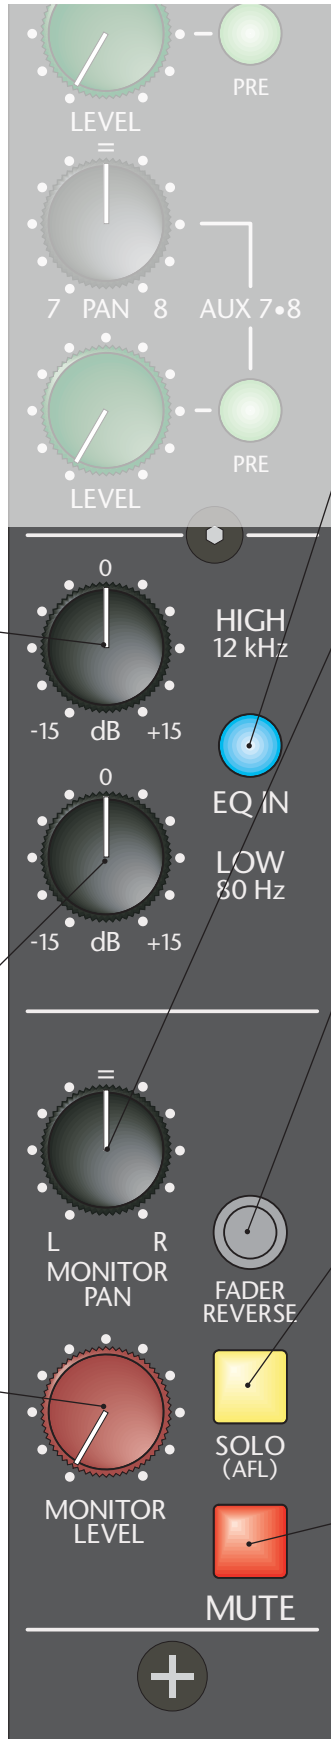 PRE
LEVEL
=
7 PAN 8 AUX 7•8
PRE
LEVEL
0
HIGH
12 kHz
-15 dB +15
EQ IN
0
LOW
80 Hz
-15 dB +15
=
L R
MONITOR
PAN
FADER
REVERSE
SOLO
(AFL)
MONITOR
LEVEL
MUTE